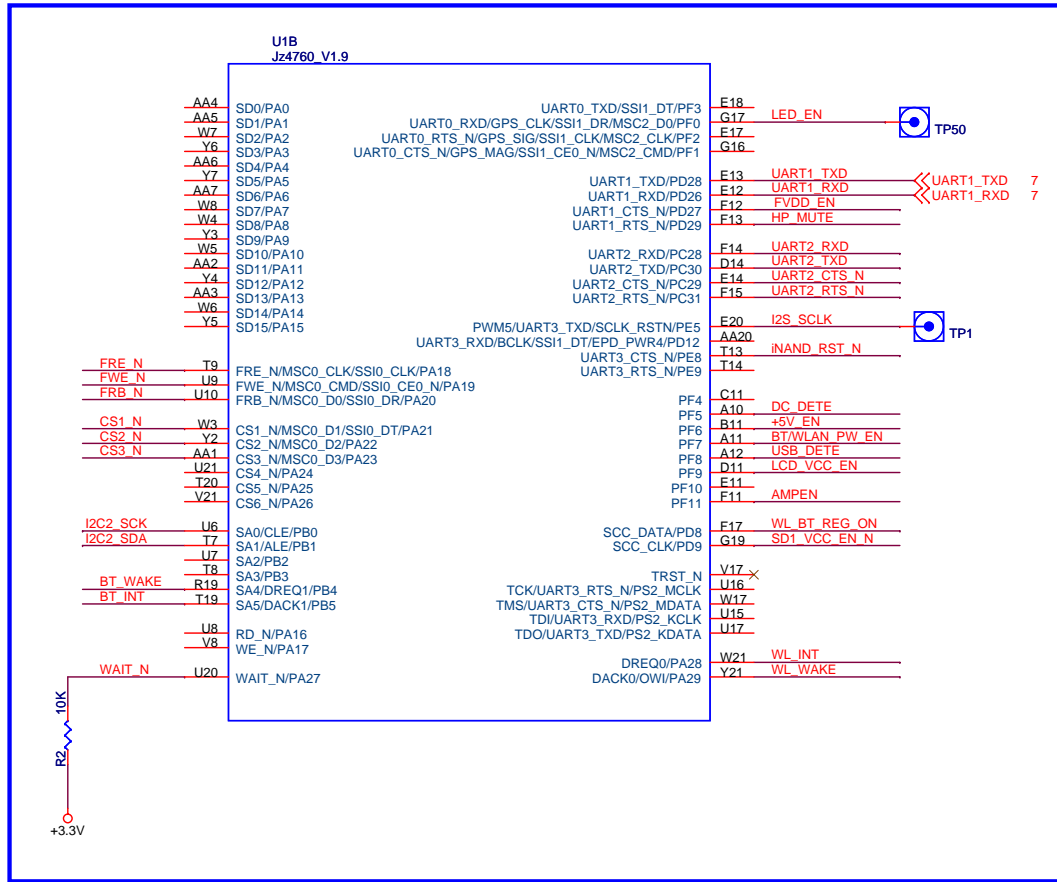 U1B
Jz4760_V1.9
AA4 SD0/PA0
AA5 SD1/PA1
W7 SD2/PA2
Y6 SD3/PA3
AA6 SD4/PA4
Y7 SD5/PA5
AA7 SD6/PA6
W8 SD7/PA7
W4 SD8/PA8
Y3 SD9/PA9
W5 SD10/PA10
AA2 SD11/PA11
Y4 SD12/PA12
AA3 SD13/PA13
W6 SD14/PA14
Y5 SD15/PA15
FRE_N T9 FRE_N/MSC0_CLK/SSI0_CLK/PA18
FWE_N U9 FWE_N/MSC0_CMD/SSI0_CE0_N/PA19
FRB_N U10 FRB_N/MSC0_D0/SSI0_DR/PA20
CS1_N W3 CS1_N/MSC0_D1/SSI0_DT/PA21
CS2_N Y2 CS2_N/MSC0_D2/PA22
CS3_N AA1 CS3_N/MSC0_D3/PA23
U21 CS4_N/PA24
T20 CS5_N/PA25
V21 CS6_N/PA26
I2C2_SCK U6 SA0/CLE/PB0
I2C2_SDA T7 SA1/ALE/PB1
U7 SA2/PB2
T8 SA3/PB3
BT_WAKE R19 SA4/DREQ1/PB4
BT_INT T19 SA5/DACK1/PB5
U8 RD_N/PA16
V8 WE_N/PA17
WAIT_N U20 WAIT_N/PA27
10K
R2
+3.3V
UART0_TXD/SSI1_DT/PF3 E18
UART0_RXD/GPS_CLK/SSI1_DR/MSC2_D0/PF0 G17 LED_EN TP50
UART0_RTS_N/GPS_SIG/SSI1_CLK/MSC2_CLK/PF2 E17
UART0_CTS_N/GPS_MAG/SSI1_CE0_N/MSC2_CMD/PF1 G16
UART1_TXD/PD28 E13 UART1_TXD UART1_TXD 7
UART1_RXD/PD26 E12 UART1_RXD UART1_RXD 7
UART1_CTS_N/PD27 F12 FVDD_EN
UART1_RTS_N/PD29 F13 HP_MUTE
UART2_RXD/PC28 F14 UART2_RXD
UART2_TXD/PC30 D14 UART2_TXD
UART2_CTS_N/PC29 E14 UART2_CTS_N
UART2_RTS_N/PC31 F15 UART2_RTS_N
PWM5/UART3_TXD/SCLK_RSTN/PE5 E20 I2S_SCLK TP1
UART3_RXD/BCLK/SSI1_DT/EPD_PWR4/PD12 AA20
UART3_CTS_N/PE8 T13 iNAND_RST_N
UART3_RTS_N/PE9 T14
PF4 C11
PF5 A10 DC_DETE
PF6 B11 +5V_EN
PF7 A11 BT/WLAN_PW_EN
PF8 A12 USB_DETE
PF9 D11 LCD_VCC_EN
PF10 E11
PF11 F11 AMPEN
SCC_DATA/PD8 F17 WL_BT_REG_ON
SCC_CLK/PD9 G19 SD1_VCC_EN_N
TRST_N V17
TCK/UART3_RTS_N/PS2_MCLK U16
TMS/UART3_CTS_N/PS2_MDATA W17
TDI/UART3_RXD/PS2_KCLK U15
TDO/UART3_TXD/PS2_KDATA U17
DREQ0/PA28 W21 WL_INT
DACK0/OWI/PA29 Y21 WL_WAKE